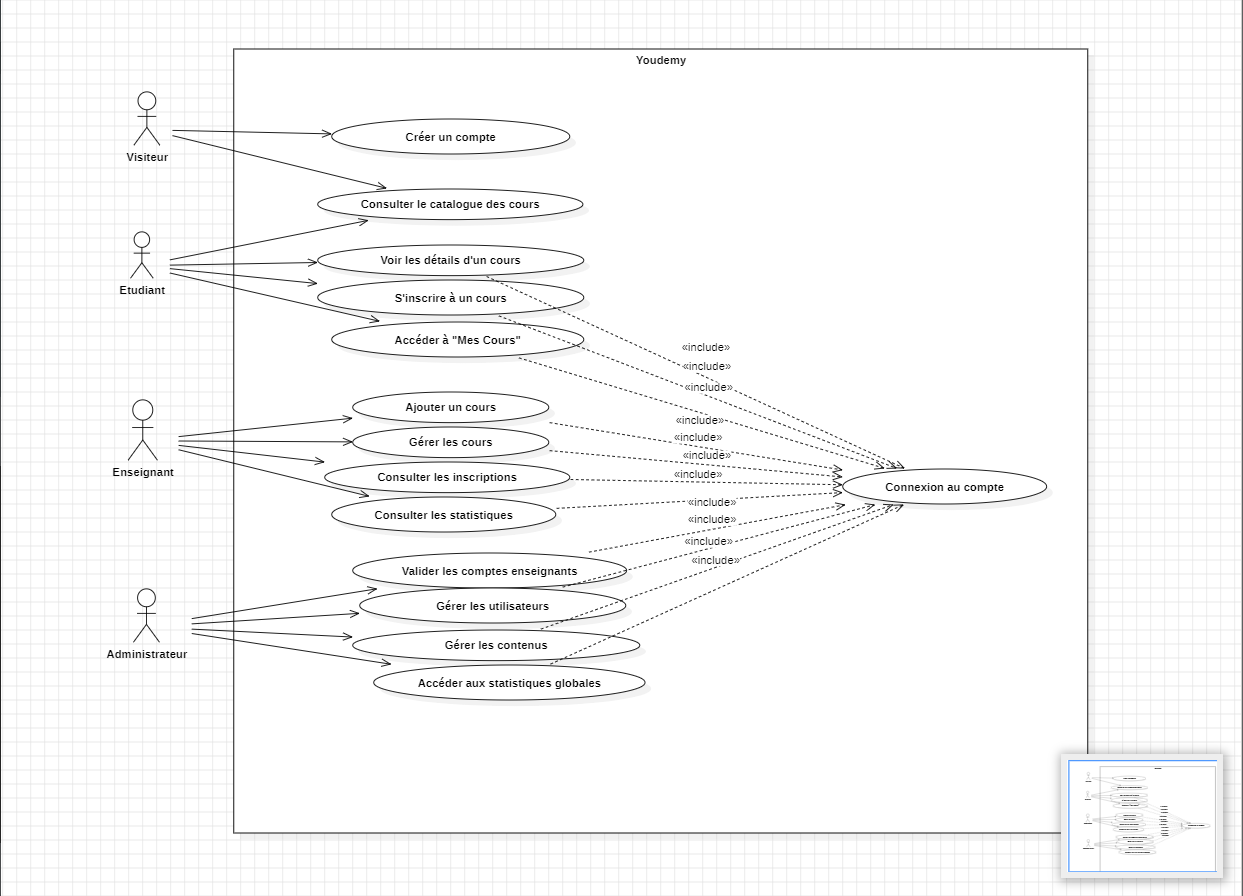 Youdemy
Visiteur
Créer un compte
Consulter le catalogue des cours
Etudiant
Voir les détails d'un cours
S'inscrire à un cours
Accéder à "Mes Cours"
«include»
«include»
«include»
Enseignant
Ajouter un cours
Gérer les cours
Consulter les inscriptions
Consulter les statistiques
«include»
«include»
«include»
«include»
Connexion au compte
«include»
«include»
«include»
«include»
Administrateur
Valider les comptes enseignants
Gérer les utilisateurs
Gérer les contenus
Accéder aux statistiques globales